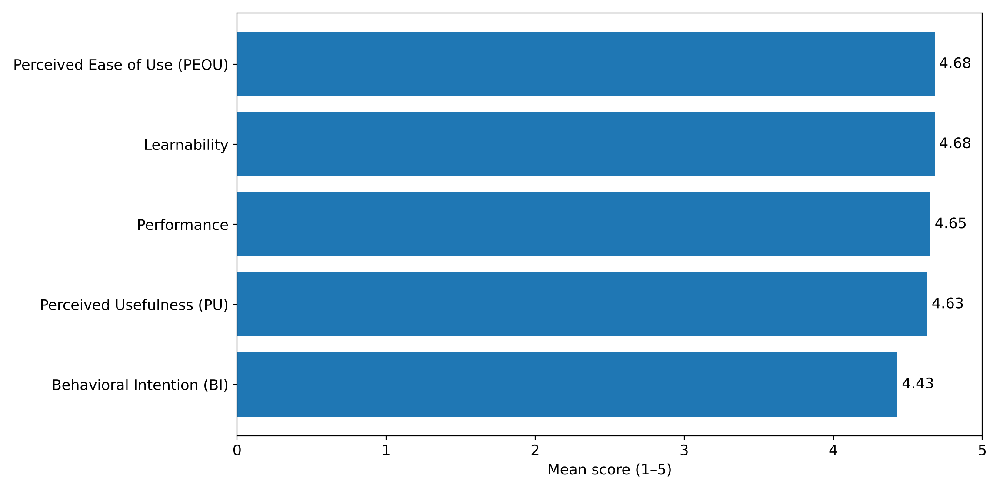 Perceived Ease of Use (PEOU) 4.68
Learnability 4.68
Performance 4.65
Perceived Usefulness (PU) 4.63
Behavioral Intention (BI) 4.43
0 1 2 3 4 5
Mean score (1–5)